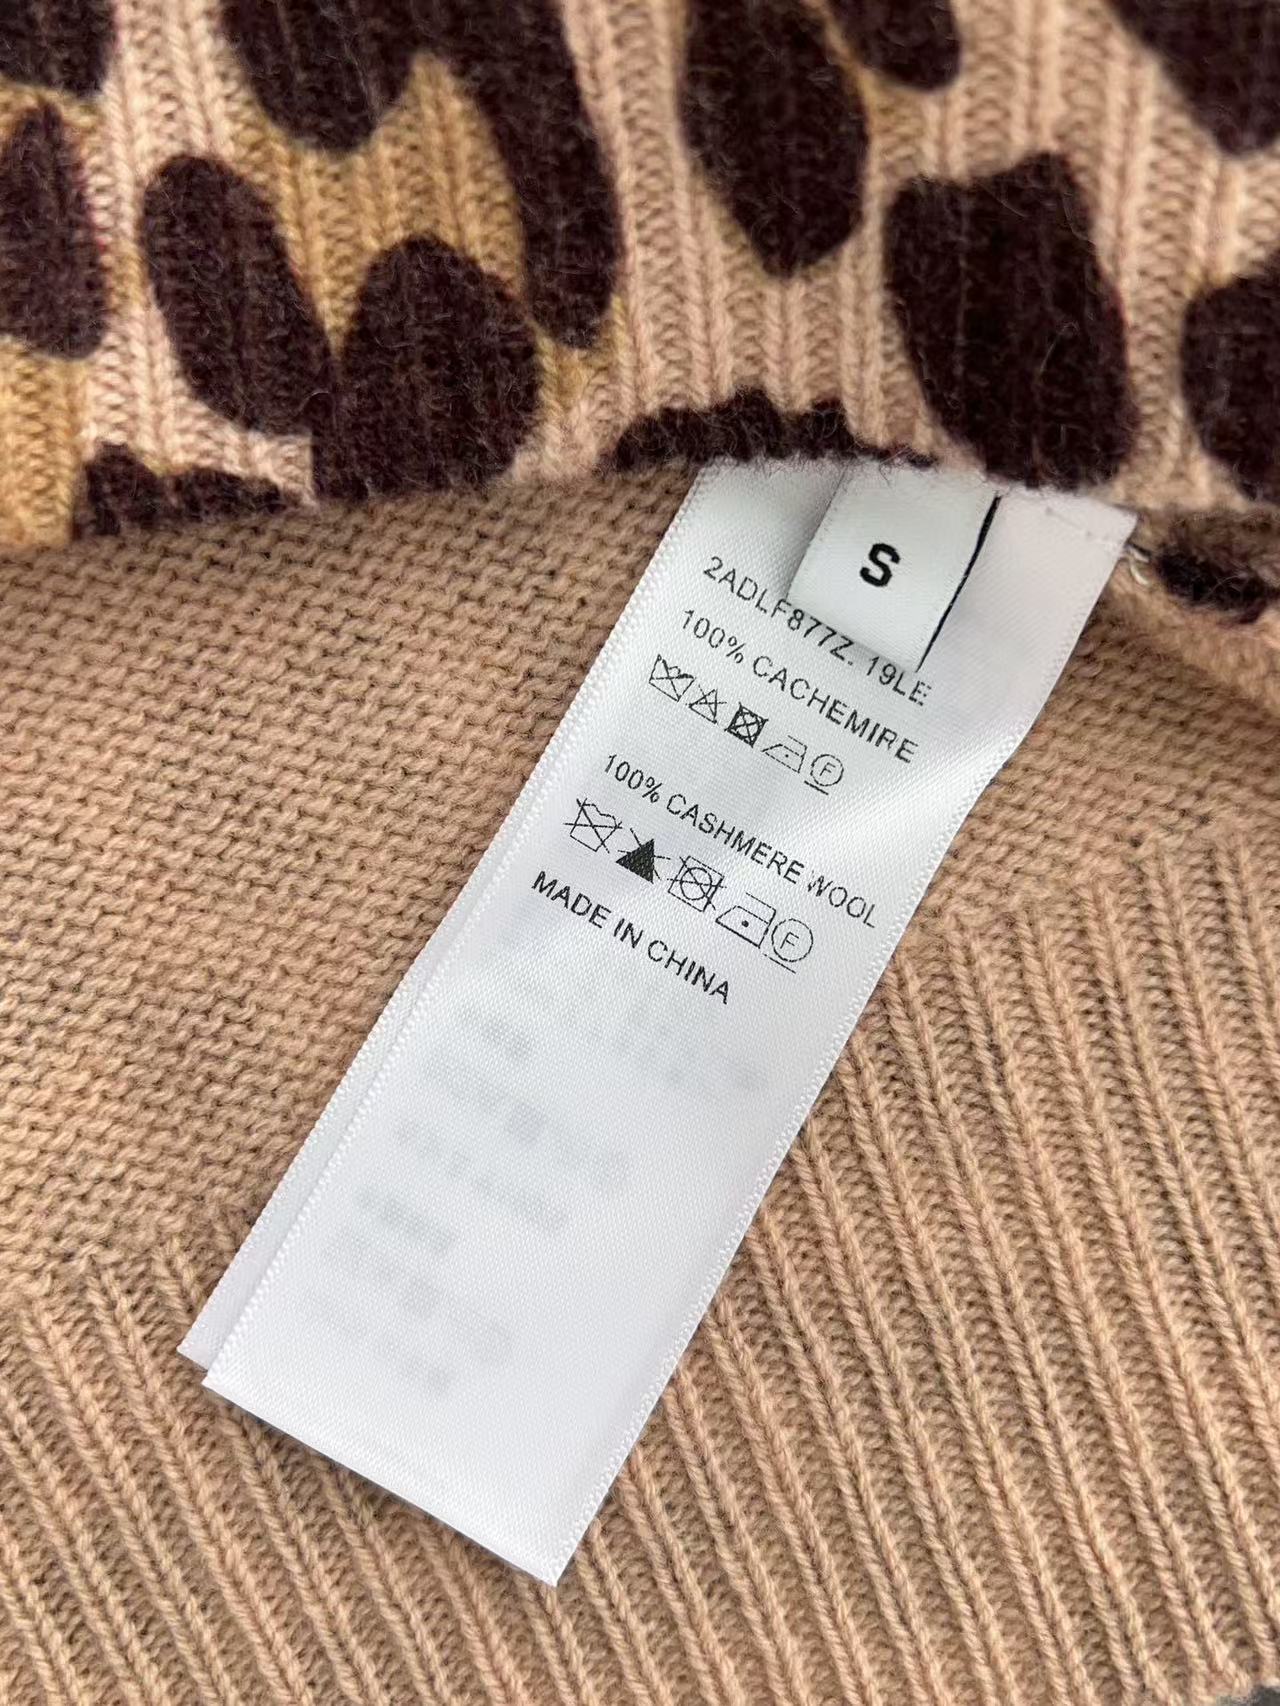 S
2ADLF877Z. 19LE
100% CACHEMIRE
F
100% CASHMERE WOOL
F
MADE IN CHINA